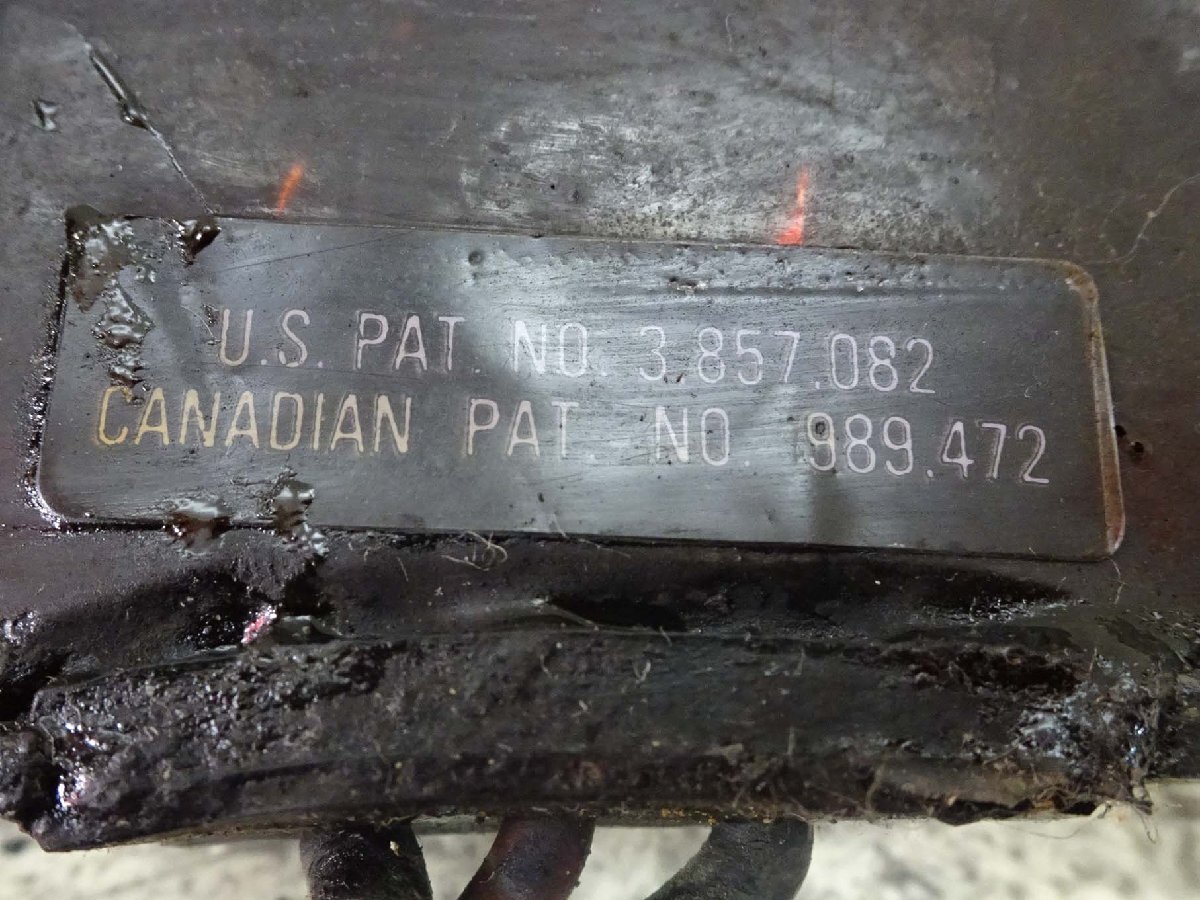 U.S. PAT. NO. 3.857.082
CANADIAN PAT. NO. 989.472